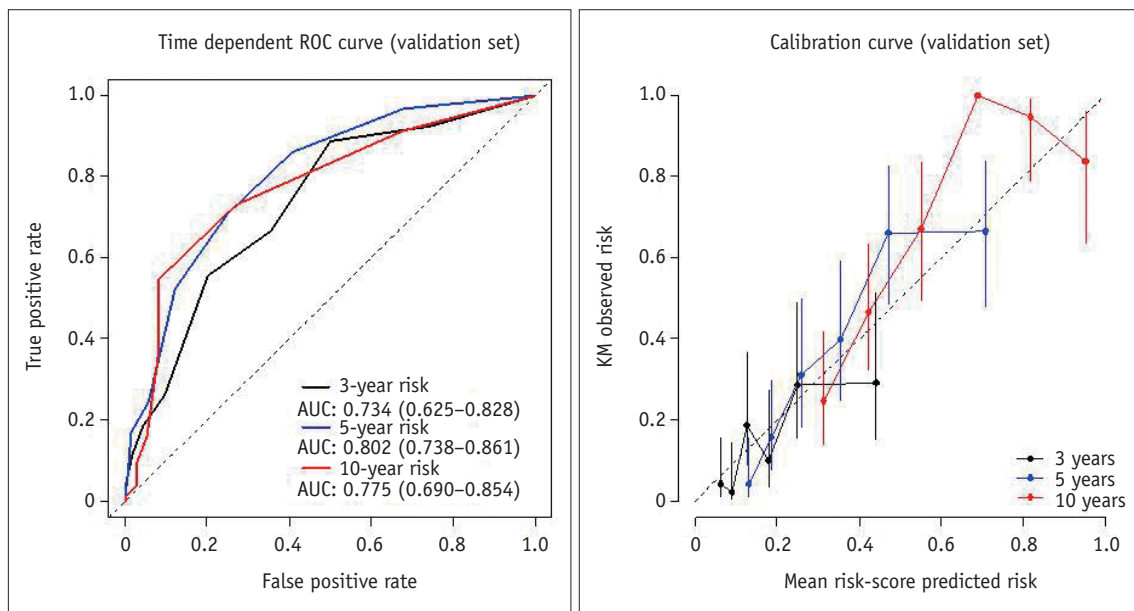 Time dependent ROC curve (validation set)
True positive rate
1.0
0.8
0.6
0.4
0.2
0
3-year risk
AUC: 0.734 (0.625–0.828)
5-year risk
AUC: 0.802 (0.738–0.861)
10-year risk
AUC: 0.775 (0.690–0.854)
0 0.2 0.4 0.6 0.8 1.0
False positive rate
Calibration curve (validation set)
KM observed risk
1.0
0.8
0.6
0.4
0.2
0
3 years
5 years
10 years
0 0.2 0.4 0.6 0.8 1.0
Mean risk-score predicted risk